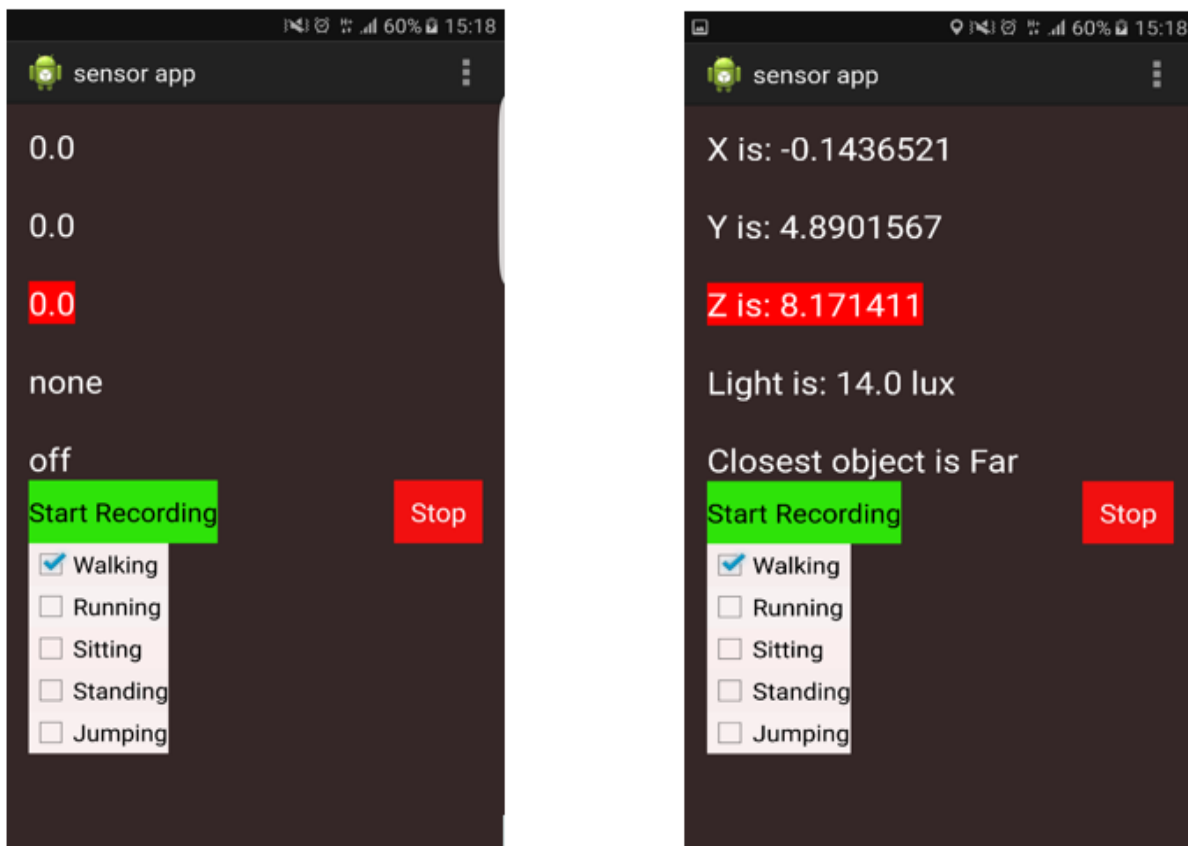 60% 15:18
sensor app
0.0
0.0
0.0
none
off
Start Recording Stop
Walking
Running
Sitting
Standing
Jumping
60% 15:18
sensor app
X is: -0.1436521
Y is: 4.8901567
Z is: 8.171411
Light is: 14.0 lux
Closest object is Far
Start Recording Stop
Walking
Running
Sitting
Standing
Jumping